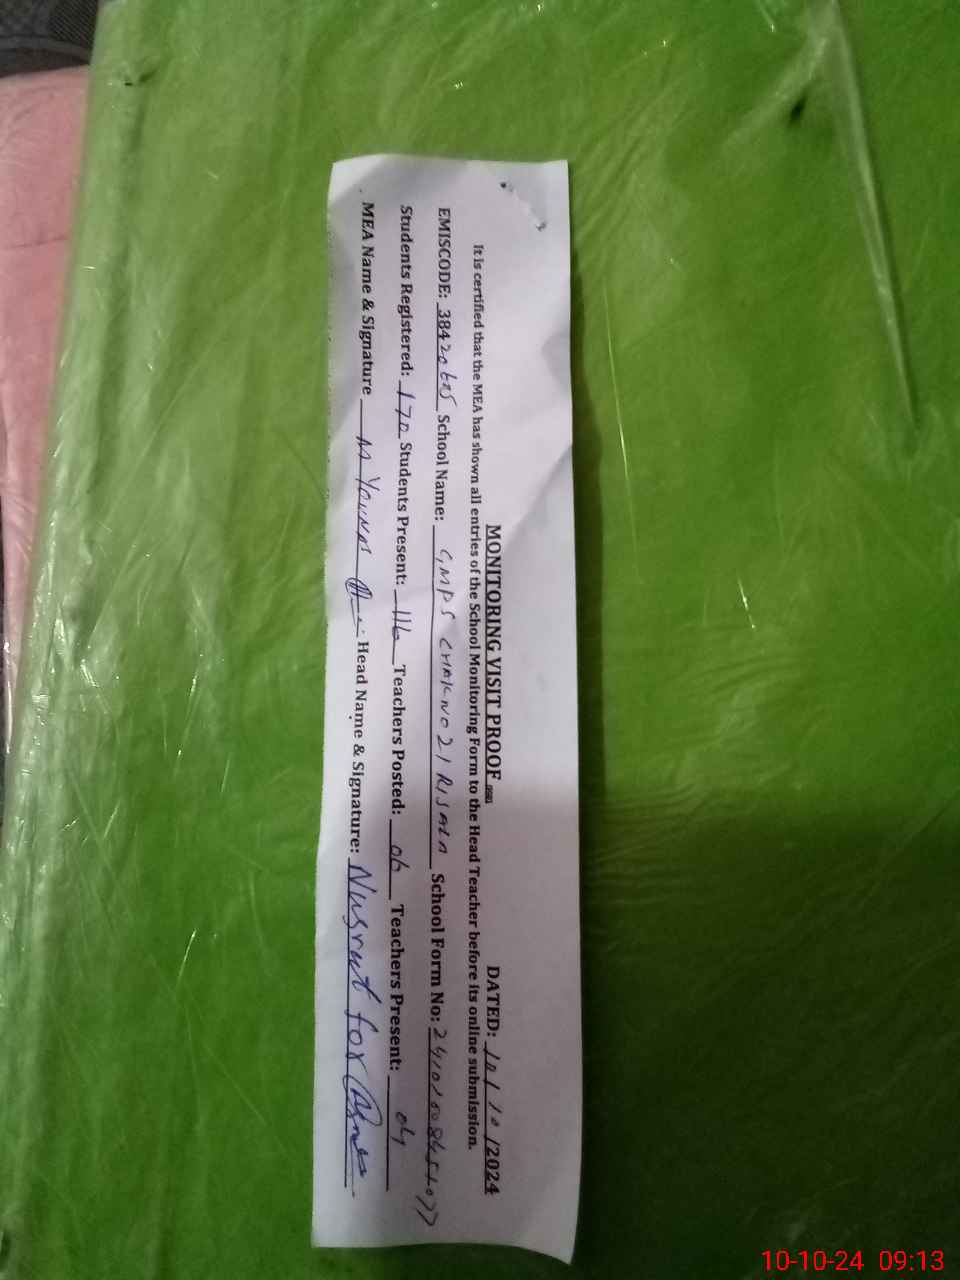 MONITORING VISIT PROOF DATED: 10/10/2024
It is certified that the MEA has shown all entries of the School Monitoring Form to the Head Teacher before its online submission.
EMISCODE: School Name: GMPS CHAK NO 21 RISALA School Form No:
Students Registered: 170 Students Present: 116 Teachers Posted: 06 Teachers Present: 04
MEA Name & Signature M Younas Head Name & Signature: Nusrat for
10-10-24 09:13